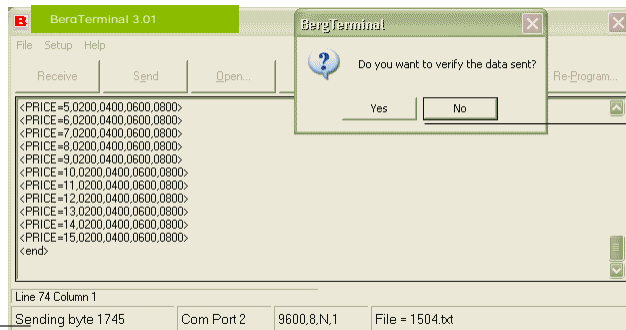 BergTerminal 3.01
BergTerminal
File Setup Help
Do you want to verify the data sent?
Receive Send Open... Re-Program...
Yes No
<PRICE=5,0200,0400,0600,0800>
<PRICE=6,0200,0400,0600,0800>
<PRICE=7,0200,0400,0600,0800>
<PRICE=8,0200,0400,0600,0800>
<PRICE=9,0200,0400,0600,0800>
<PRICE=10,0200,0400,0600,0800>
<PRICE=11,0200,0400,0600,0800>
<PRICE=12,0200,0400,0600,0800>
<PRICE=13,0200,0400,0600,0800>
<PRICE=14,0200,0400,0600,0800>
<PRICE=15,0200,0400,0600,0800>
<end>
Line 74 Column 1
Sending byte 1745 Com Port 2 9600,8,N,1 File = 1504.txt